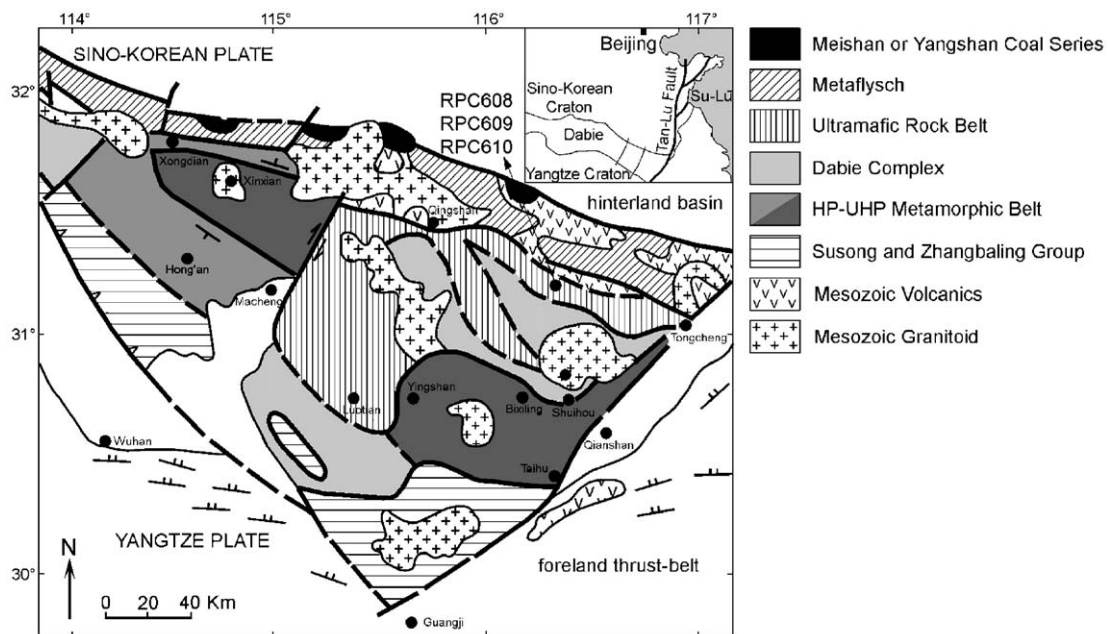 114°
115°
116°
117°
32°
31°
30°
SINO-KOREAN PLATE
Beijing
Sino-Korean
Craton
Dabie
Yangtze Craton
Tan-Lu Fault
Su-Lu
RPC608
RPC609
RPC610
hinterland basin
Xongdian
Xinxian
Qingshan
Hong'an
Macheng
Tongcheng
Luotian
Yingshan
Bixiling
Shuihou
Wuhan
Qianshan
Taihu
YANGTZE PLATE
foreland thrust-belt
N
0 20 40 Km
Guangji
Meishan or Yangshan Coal Series
Metaflysch
Ultramafic Rock Belt
Dabie Complex
HP-UHP Metamorphic Belt
Susong and Zhangbaling Group
Mesozoic Volcanics
Mesozoic Granitoid